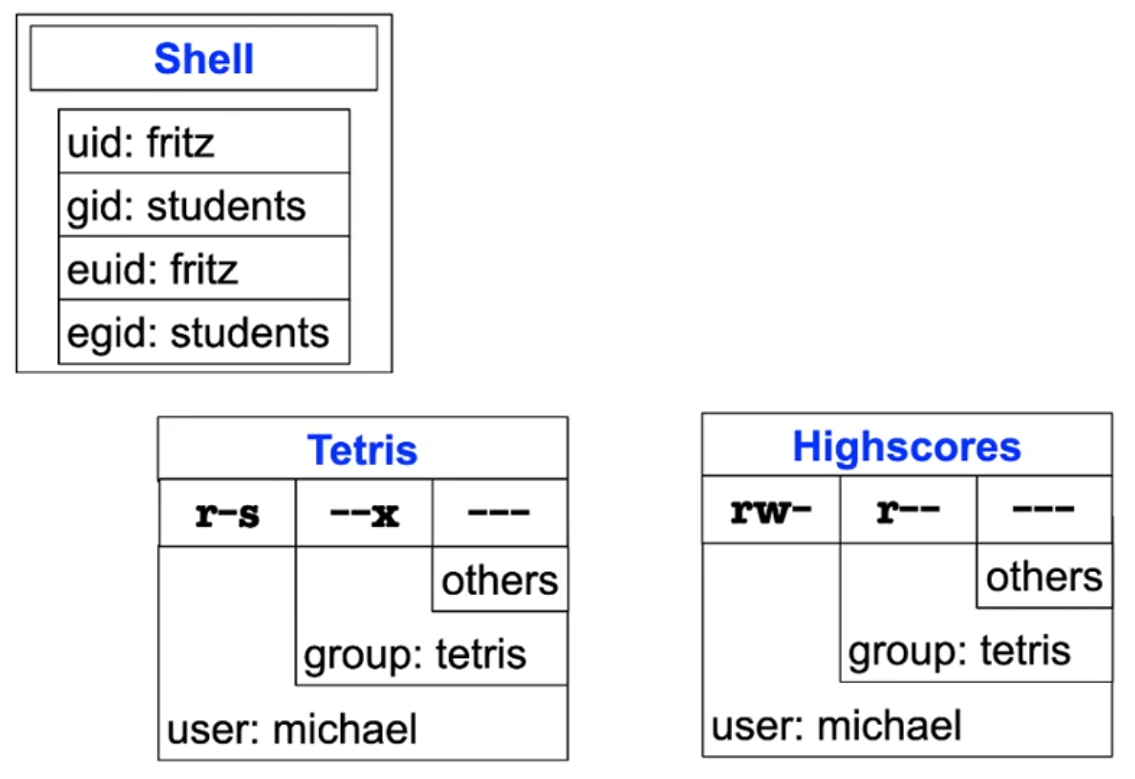 Shell
uid: fritz
gid: students
euid: fritz
egid: students
Tetris
r-s --x ---
others
group: tetris
user: michael
Highscores
rw- r-- ---
others
group: tetris
user: michael